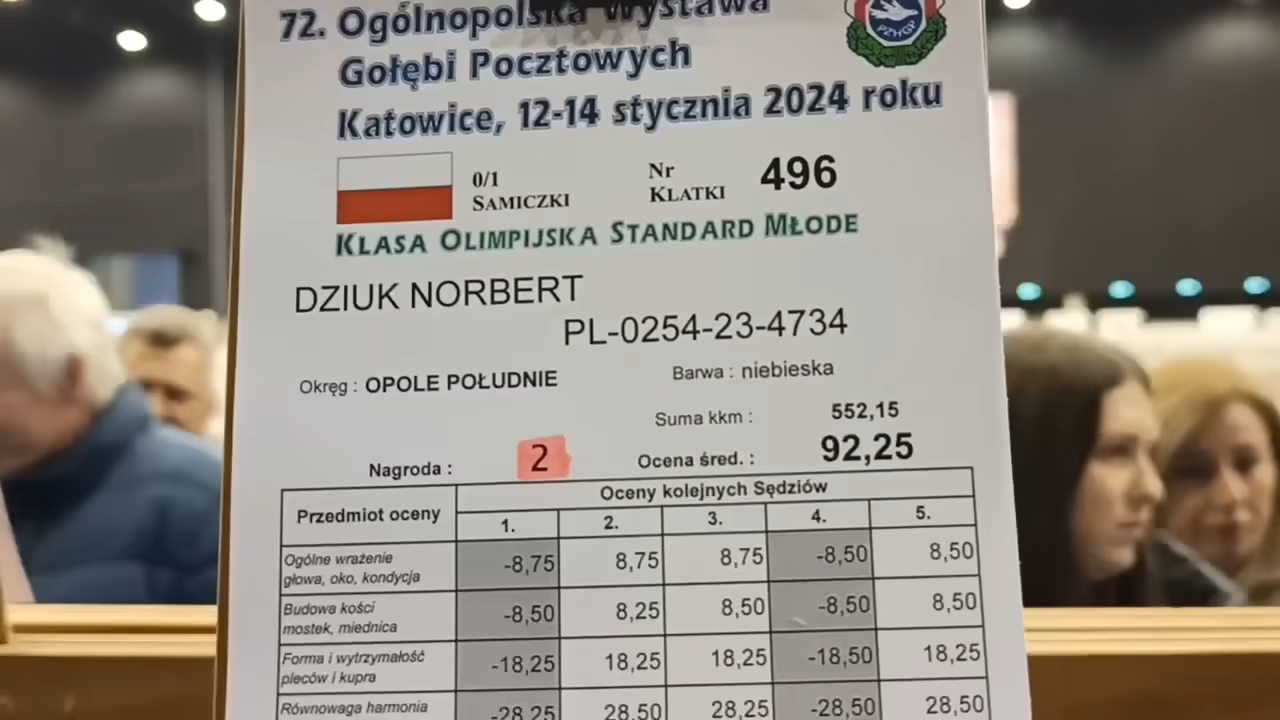 72. Ogólnopolska Wystawa
Gołębi Pocztowych
Katowice, 12-14 stycznia 2024 roku
PZHGP
0/1
SAMICZKI
Nr
KLATKI
496
KLASA OLIMPIJSKA STANDARD MŁODE
DZIUK NORBERT
PL-0254-23-4734
Okręg : OPOLE POŁUDNIE
Barwa : niebieska
Suma kkm : 552,15
Nagroda : 2
Ocena śred. : 92,25
Przedmiot oceny
Oceny kolejnych Sędziów
1. 2. 3. 4. 5.
Ogólne wrażenie
głowa, oko, kondycja
-8,75 8,75 8,75 -8,50 8,50
Budowa kości
mostek, miednica
-8,50 8,25 8,50 -8,50 8,50
Forma i wytrzymałość
pleców i kupra
-18,25 18,25 18,25 -18,50 18,25
Równowaga harmonia
-28,25 28,50 28,25 -28,50 28,50